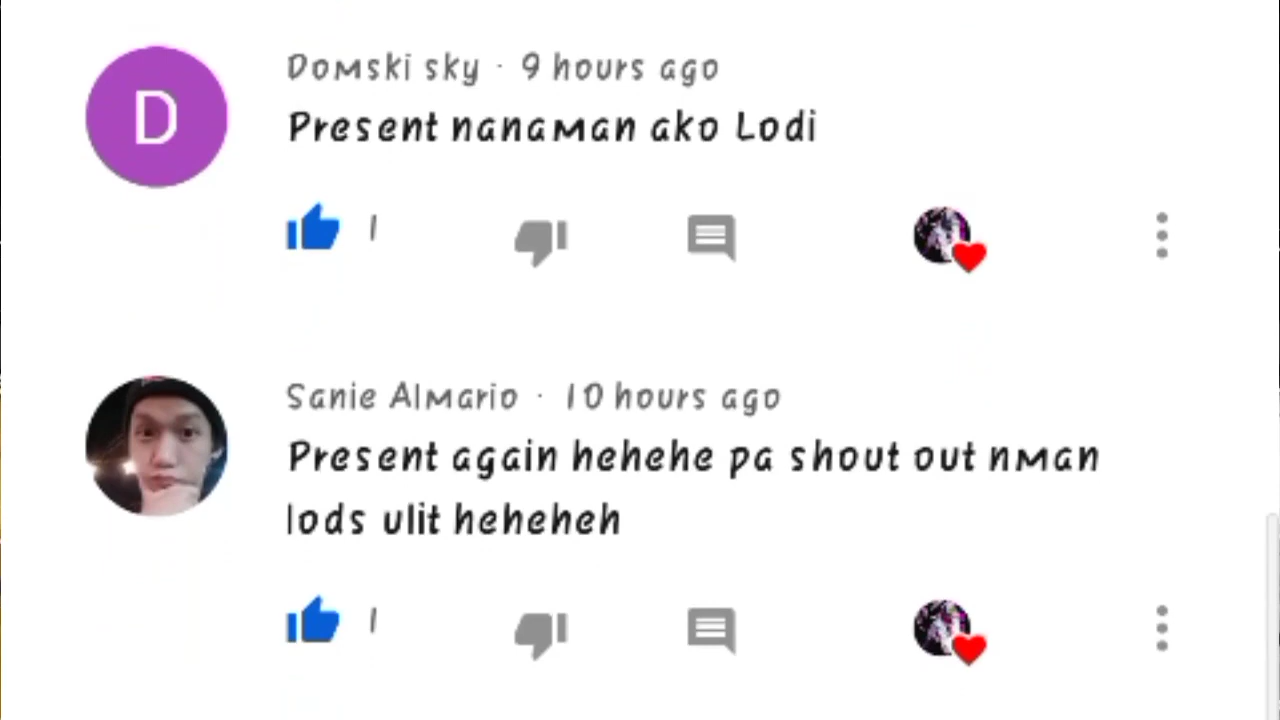 D
Domski sky · 9 hours ago
Present nanaman ako Lodi
1
Sanie Almario · 10 hours ago
Present again hehehe pa shout out nman
lods ulit heheheh
1